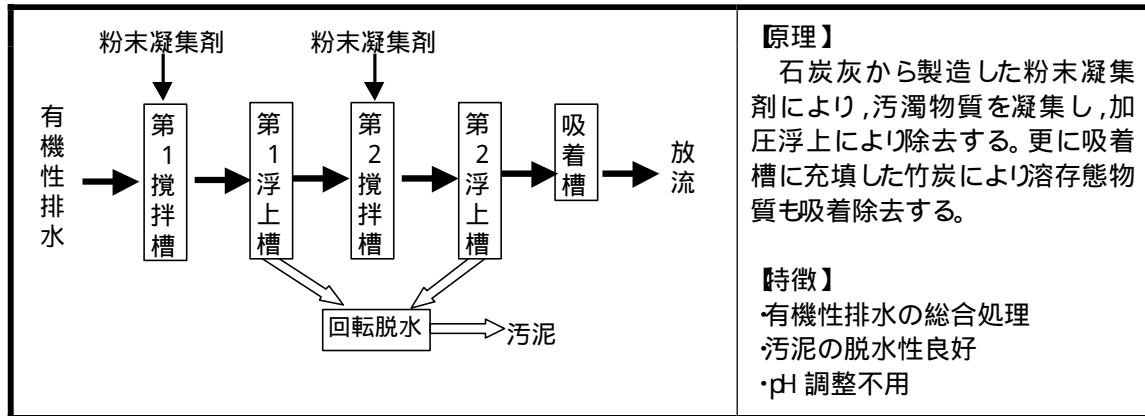 粉末凝集剤
粉末凝集剤
有機性排水
第1撹拌槽
第1浮上槽
第2撹拌槽
第2浮上槽
吸着槽
放流
回転脱水
汚泥
【原理】
石炭灰から製造した粉末凝集
剤により,汚濁物質を凝集し,加
圧浮上により除去する。更に吸着
槽に充填した竹炭により溶存態物
質も吸着除去する。
【特徴】
・有機性排水の総合処理
・汚泥の脱水性良好
・pH 調整不用